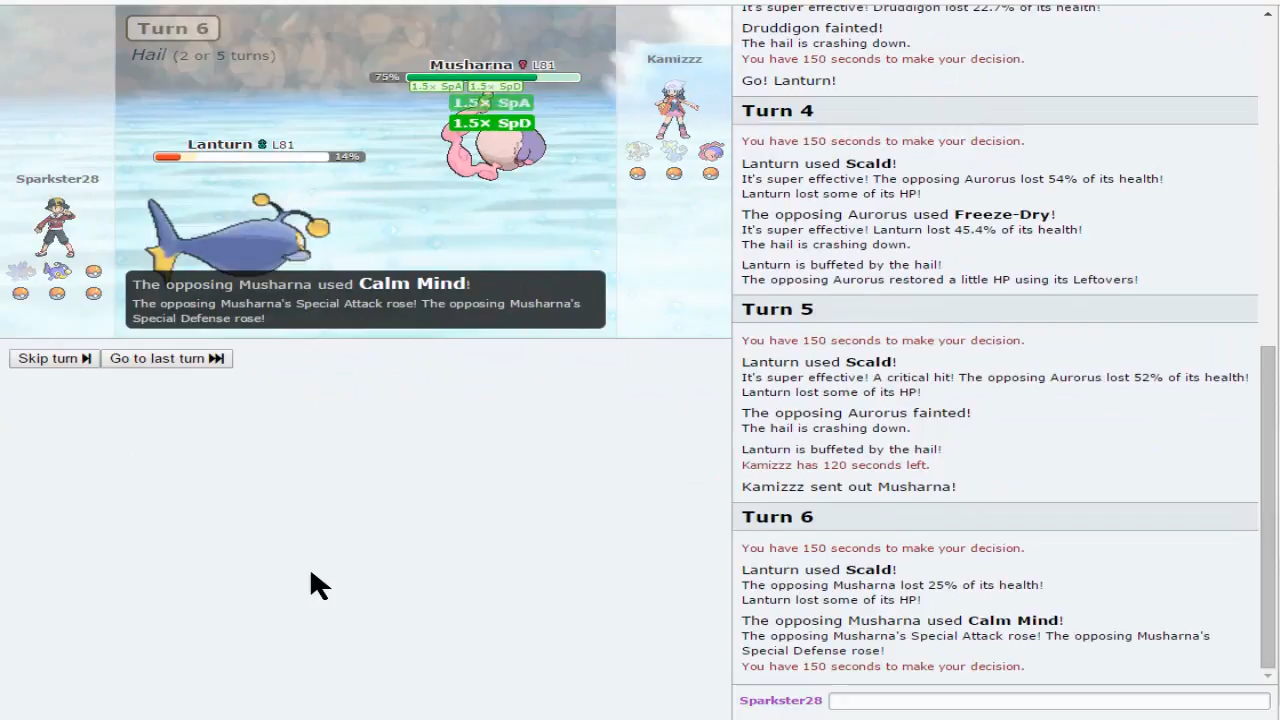 Turn 6
Hail (2 or 5 turns)
Musharna L81
75%
1.5× SpA 1.5× SpD
1.5× SpA
1.5× SpD
Lanturn L81
14%
Sparkster28
Kamizzz
The opposing Musharna used Calm Mind!
The opposing Musharna's Special Attack rose! The opposing Musharna's
Special Defense rose!
Skip turn Go to last turn
It's super effective! Druddigon lost 22.7% of its health!
Druddigon fainted!
The hail is crashing down.
You have 150 seconds to make your decision.
Go! Lanturn!
Turn 4
You have 150 seconds to make your decision.
Lanturn used Scald!
It's super effective! The opposing Aurorus lost 54% of its health!
Lanturn lost some of its HP!
The opposing Aurorus used Freeze-Dry!
It's super effective! Lanturn lost 45.4% of its health!
The hail is crashing down.
Lanturn is buffeted by the hail!
The opposing Aurorus restored a little HP using its Leftovers!
Turn 5
You have 150 seconds to make your decision.
Lanturn used Scald!
It's super effective! A critical hit! The opposing Aurorus lost 52% of its health!
Lanturn lost some of its HP!
The opposing Aurorus fainted!
The hail is crashing down.
Lanturn is buffeted by the hail!
Kamizzz has 120 seconds left.
Kamizzz sent out Musharna!
Turn 6
You have 150 seconds to make your decision.
Lanturn used Scald!
The opposing Musharna lost 25% of its health!
Lanturn lost some of its HP!
The opposing Musharna used Calm Mind!
The opposing Musharna's Special Attack rose! The opposing Musharna's
Special Defense rose!
You have 150 seconds to make your decision.
Sparkster28